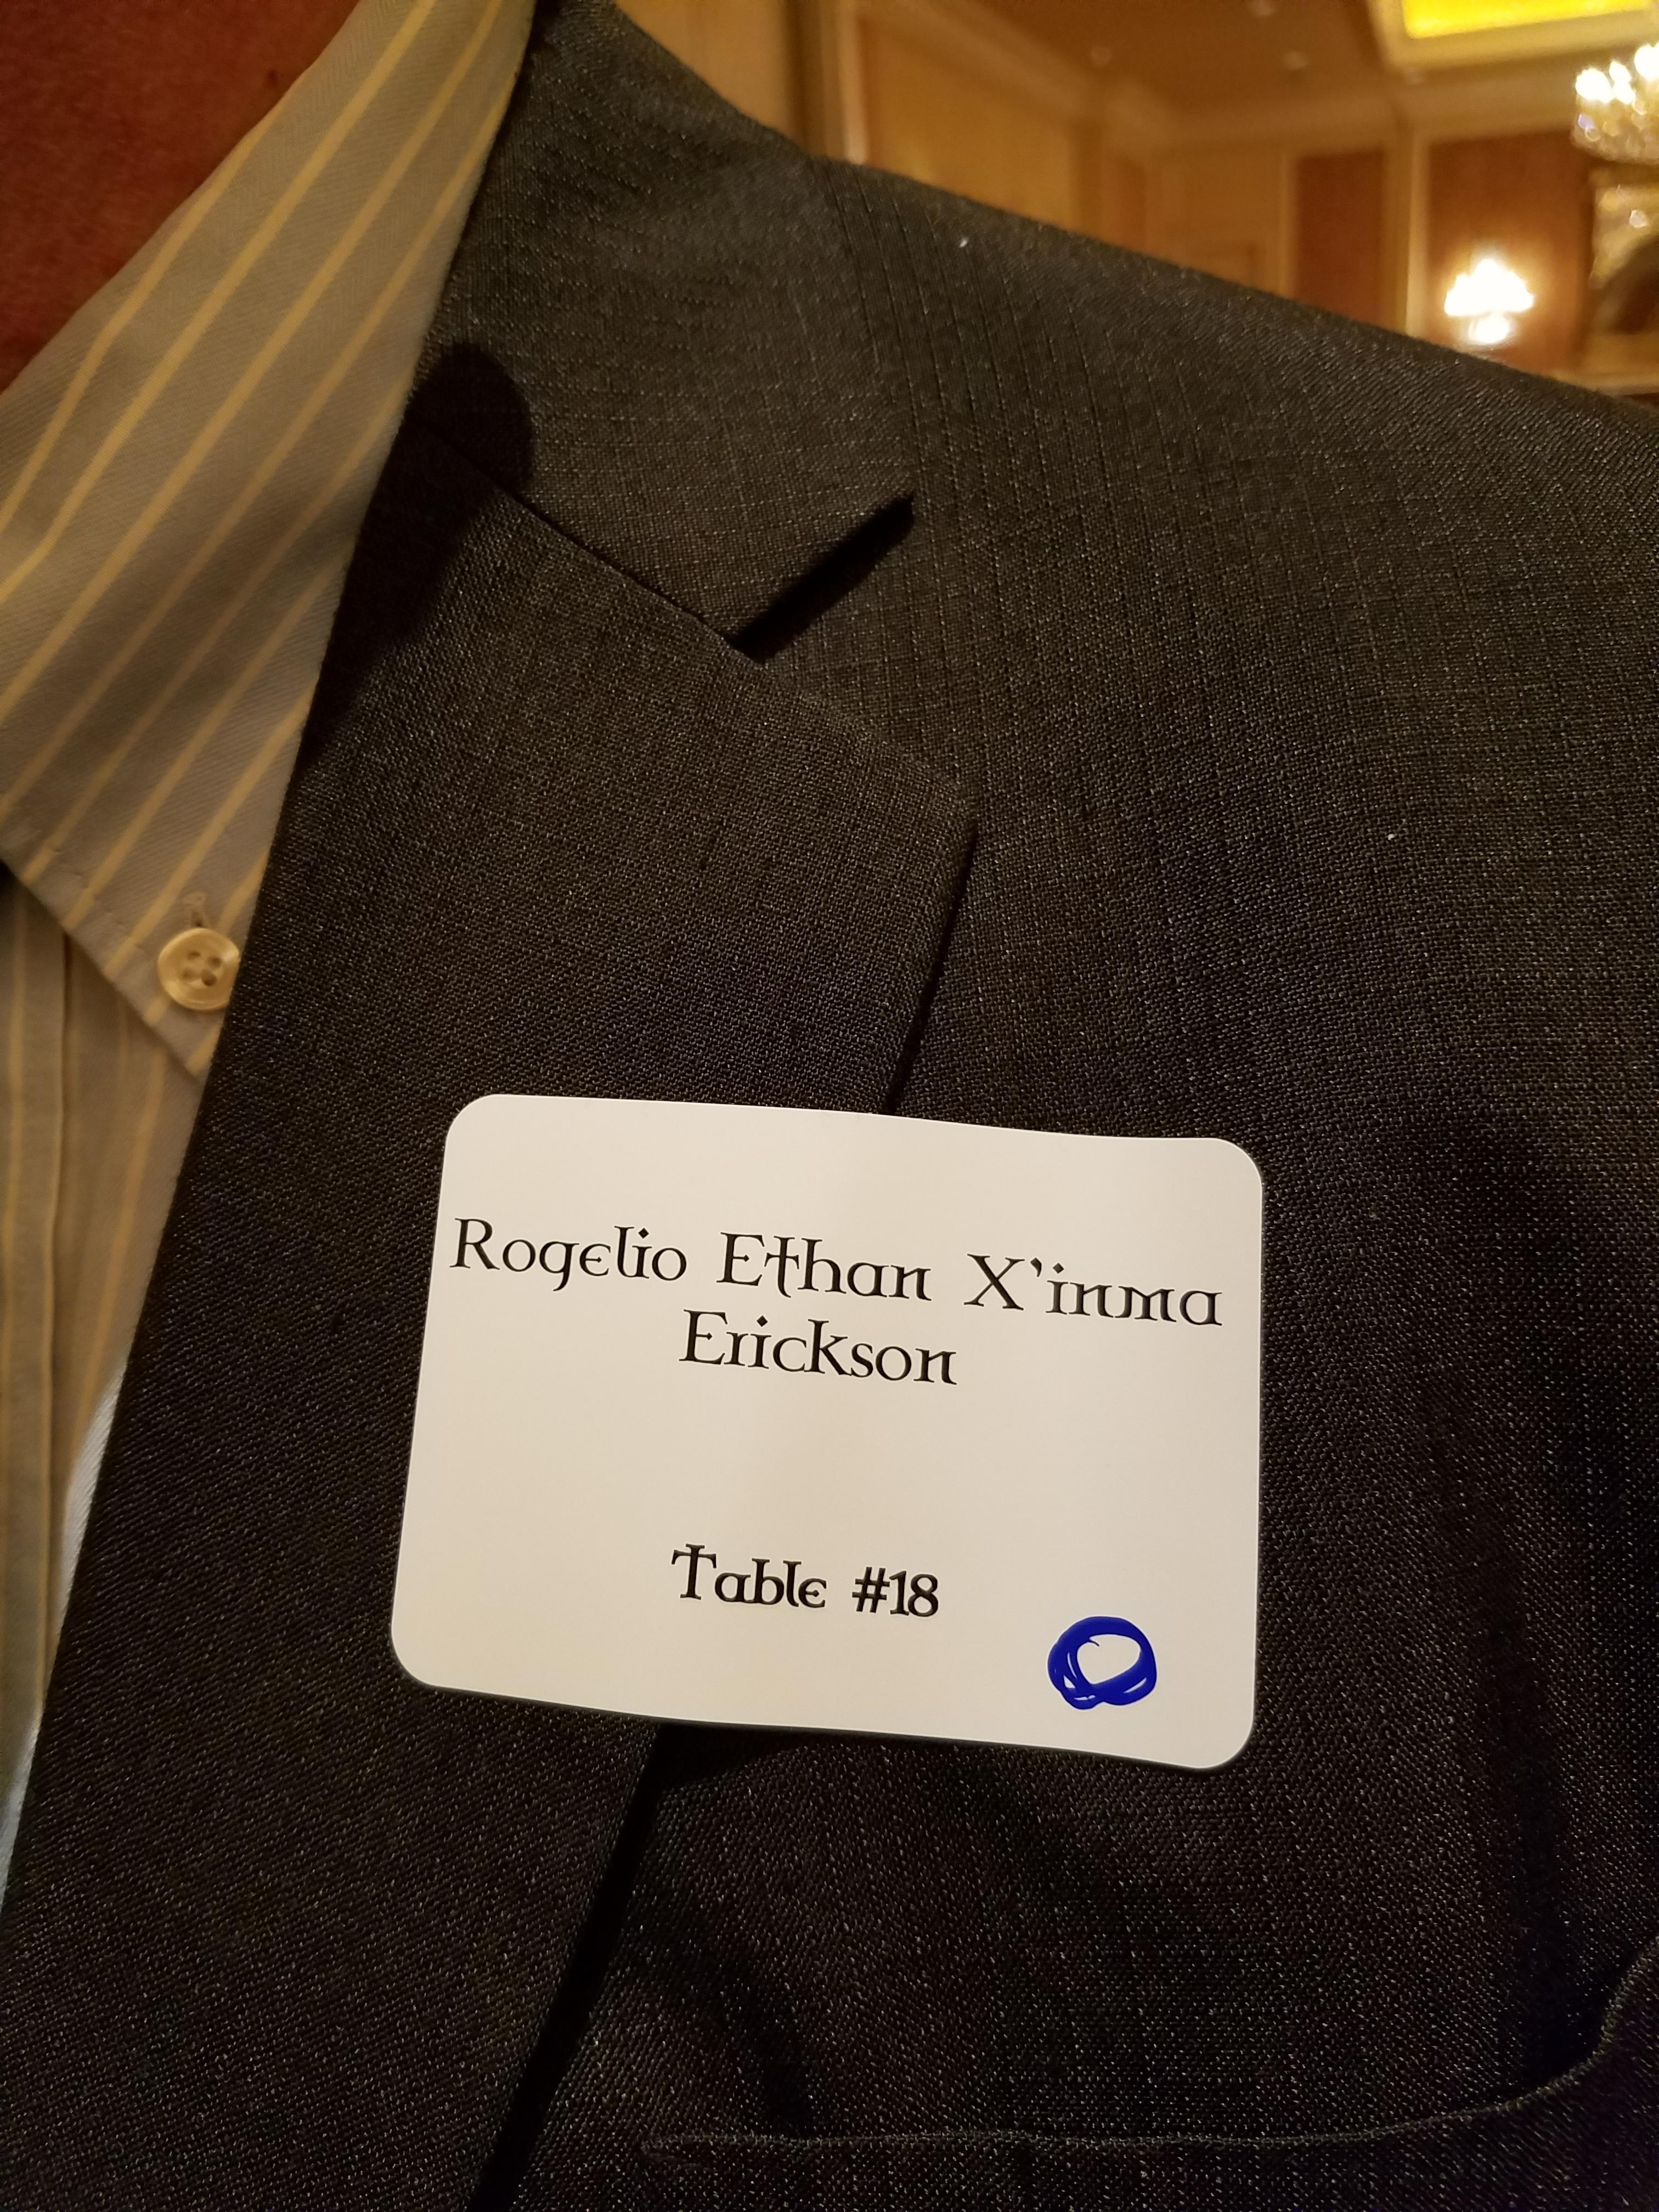 Rogelio Ethan X'inma
Erickson
Table #18